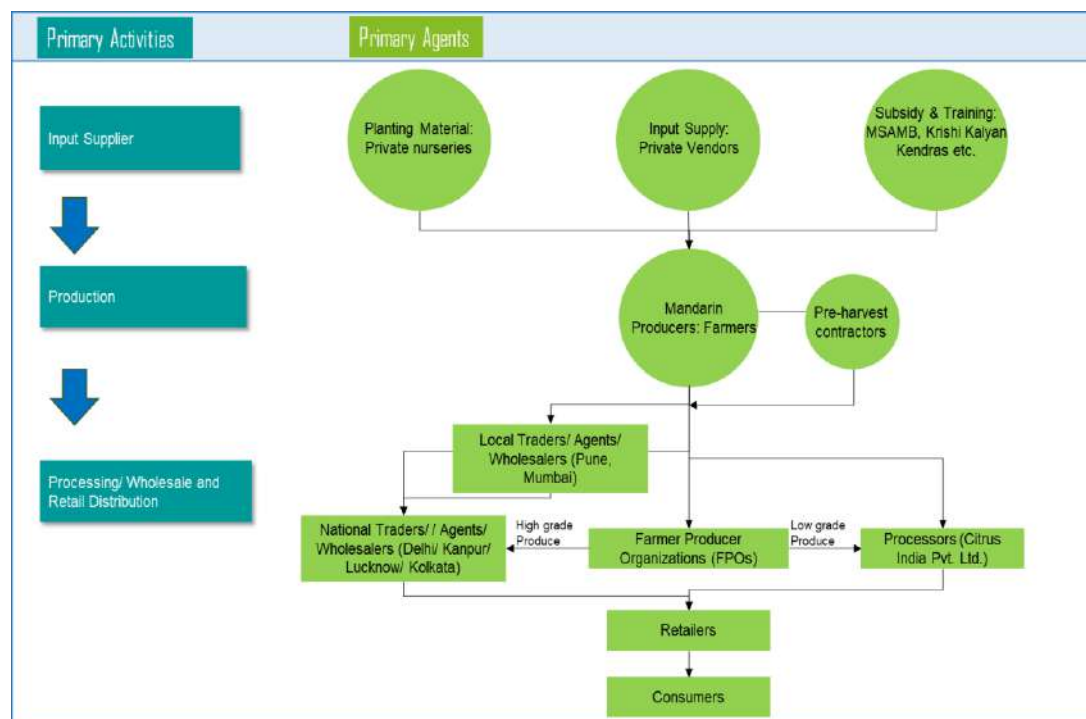 Primary Activities
Primary Agents
Input Supplier
Planting Material:
Private nurseries
Input Supply:
Private Vendors
Subsidy & Training:
MSAMB, Krishi Kalyan
Kendras etc.
Production
Mandarin
Producers: Farmers
Pre-harvest
contractors
Processing/ Wholesale and
Retail Distribution
Local Traders/ Agents/
Wholesalers (Pune,
Mumbai)
National Traders/ / Agents/
Wholesalers (Delhi/ Kanpur/
Lucknow/ Kolkata)
High grade
Produce
Farmer Producer
Organizations (FPOs)
Low grade
Produce
Processors (Citrus
India Pvt. Ltd.)
Retailers
Consumers